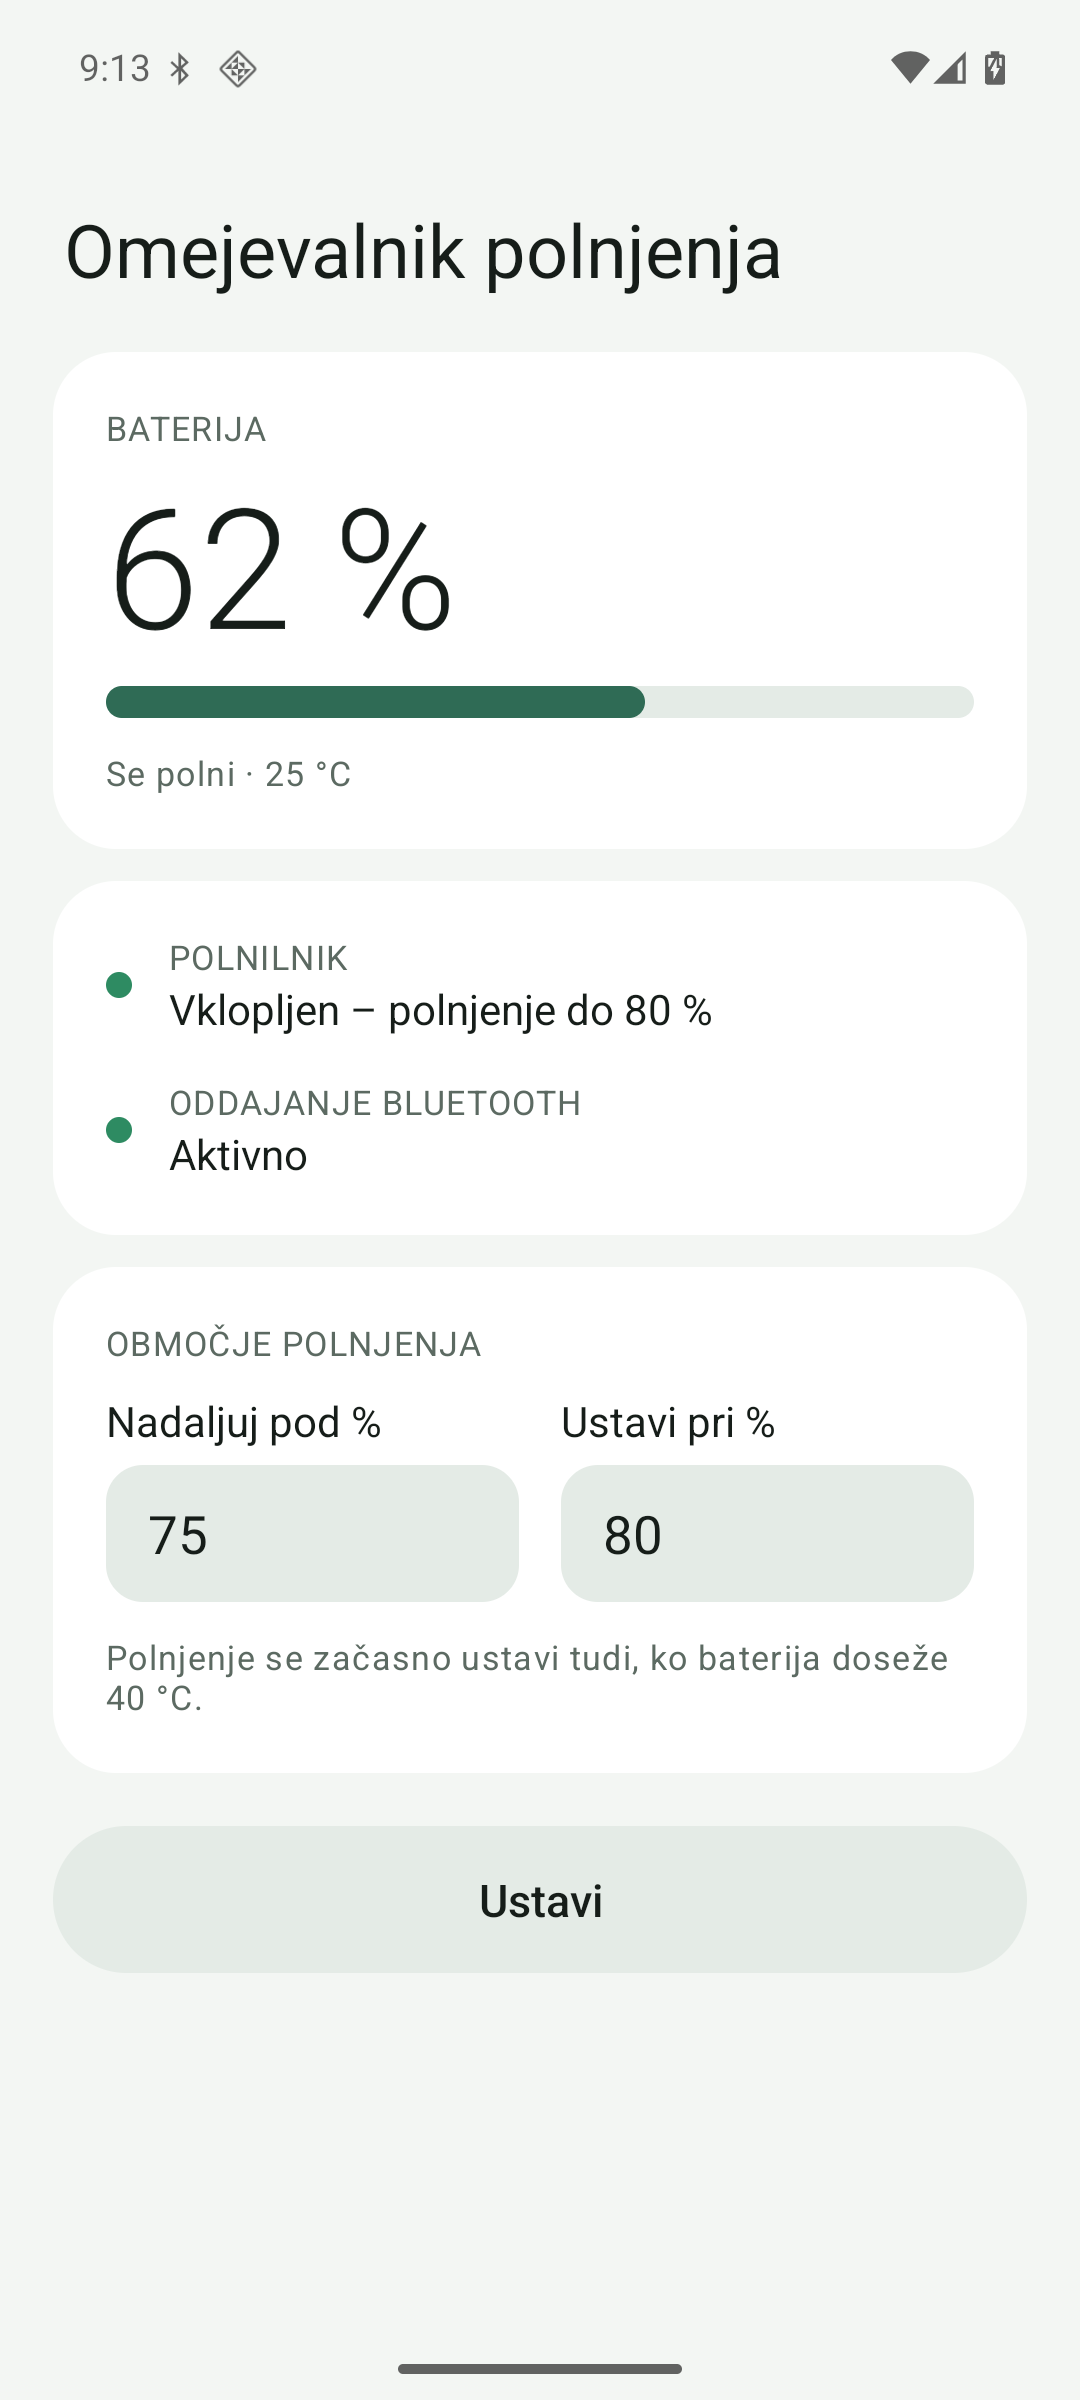 9:13
Omejevalnik polnjenja
BATERIJA
62 %
Se polni · 25 °C
POLNILNIK
Vklopljen – polnjenje do 80 %
ODDAJANJE BLUETOOTH
Aktivno
OBMOČJE POLNJENJA
Nadaljuj pod % Ustavi pri %
75 80
Polnjenje se začasno ustavi tudi, ko baterija doseže
40 °C.
Ustavi